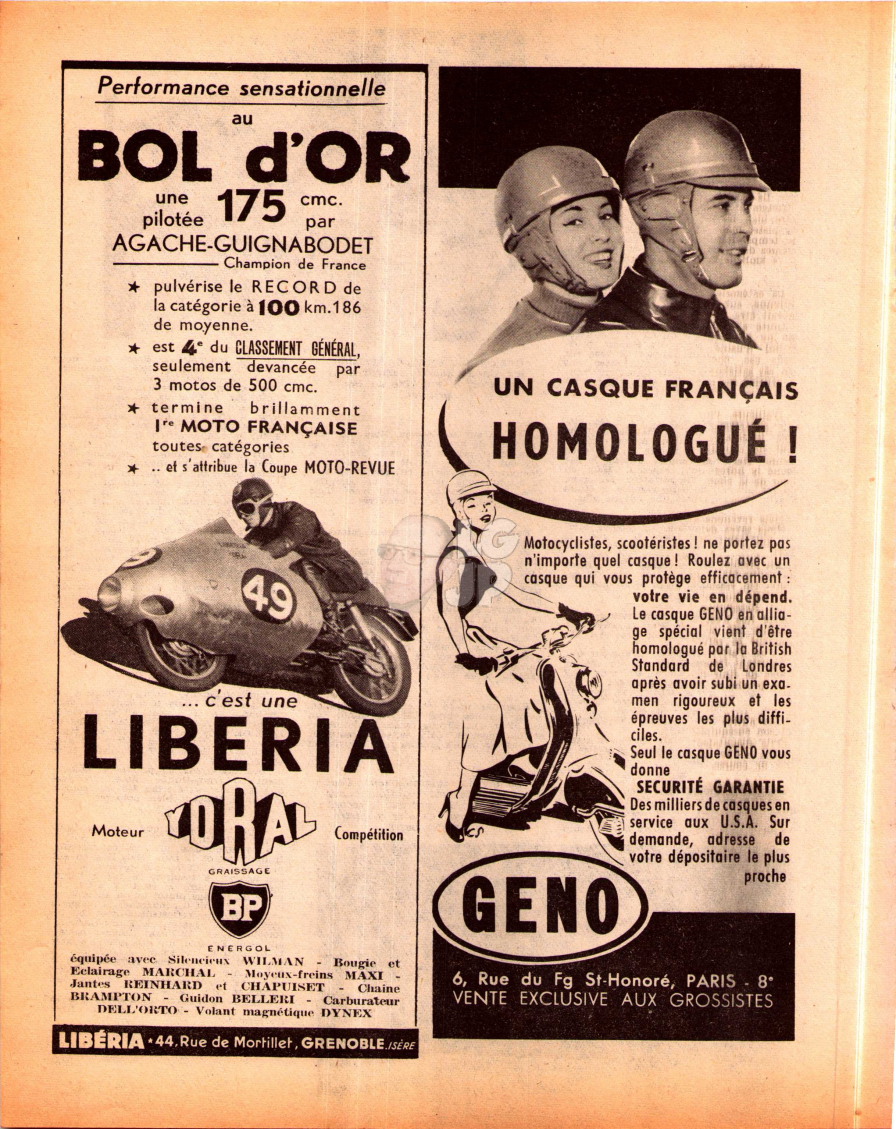 Performance sensationnelle
au
BOL d'OR
une 175 cmc.
pilotée par
AGACHE-GUIGNABODET
Champion de France
★ pulvérise le RECORD de
la catégorie à 100 km.186
de moyenne.
★ est 4e du CLASSEMENT GÉNÉRAL,
seulement devancée par
3 motos de 500 cmc.
★ termine brillamment
1re MOTO FRANÇAISE
toutes catégories
★ .. et s'attribue la Coupe MOTO-REVUE
49
... c'est une
LIBERIA
Moteur YDRAL Compétition
GRAISSAGE
BP
ENERGOL
équipée avec Silencieux WILMAN - Bougie et
Eclairage MARCHAL - Moyeux-freins MAXI -
Jantes REINHARD et CHAPUISET - Chaine
BRAMPTON - Guidon BELLERI - Carburateur
DELL'ORTO - Volant magnétique DYNEX
LIBÉRIA ★ 44, Rue de Mortillet, GRENOBLE./SÈRE
UN CASQUE FRANÇAIS
HOMOLOGUÉ !
Motocyclistes, scootéristes ! ne portez pas
n'importe quel casque ! Roulez avec un
casque qui vous protège efficacement :
votre vie en dépend.
Le casque GENO en allia-
ge spécial vient d'être
homologué par la British
Standard de Londres
après avoir subi un exa-
men rigoureux et les
épreuves les plus diffi-
ciles.
Seul le casque GENO vous
donne
SECURITÉ GARANTIE
Des milliers de casques en
service aux U.S.A. Sur
demande, adresse de
votre dépositaire le plus
proche
GENO
6, Rue du Fg St-Honoré, PARIS - 8e
VENTE EXCLUSIVE AUX GROSSISTES